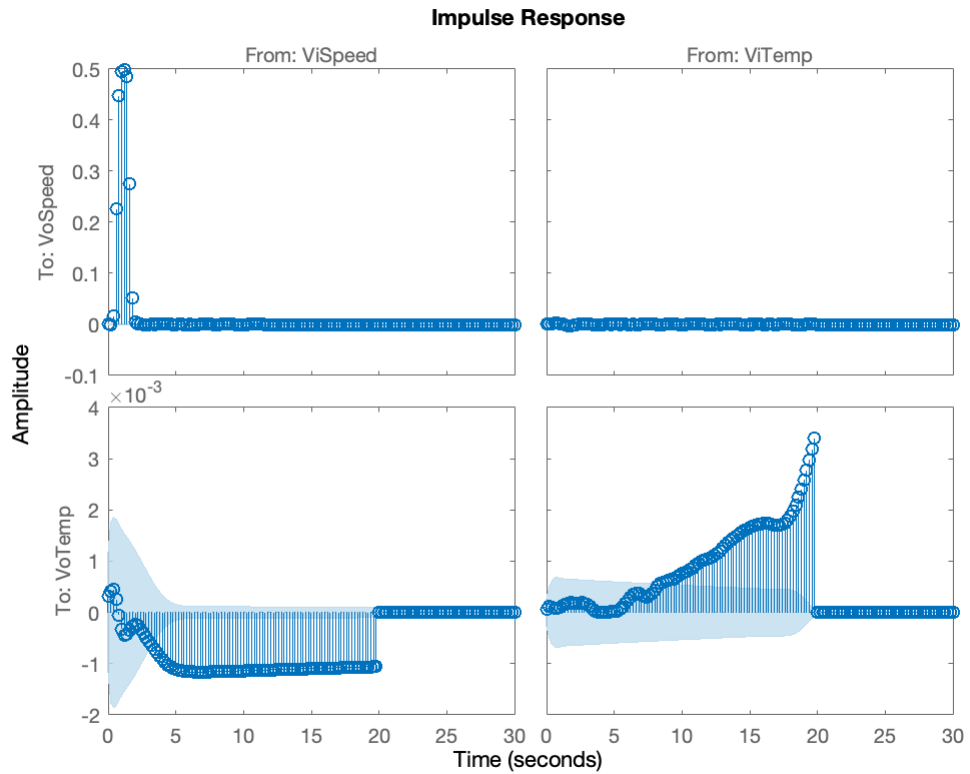 Impulse Response
From: ViSpeed
From: ViTemp
To: VoSpeed
0.5
0.4
0.3
0.2
0.1
0
-0.1
Amplitude
To: VoTemp
×10⁻³
4
3
2
1
0
-1
-2
0 5 10 15 20 25 30
0 5 10 15 20 25 30
Time (seconds)